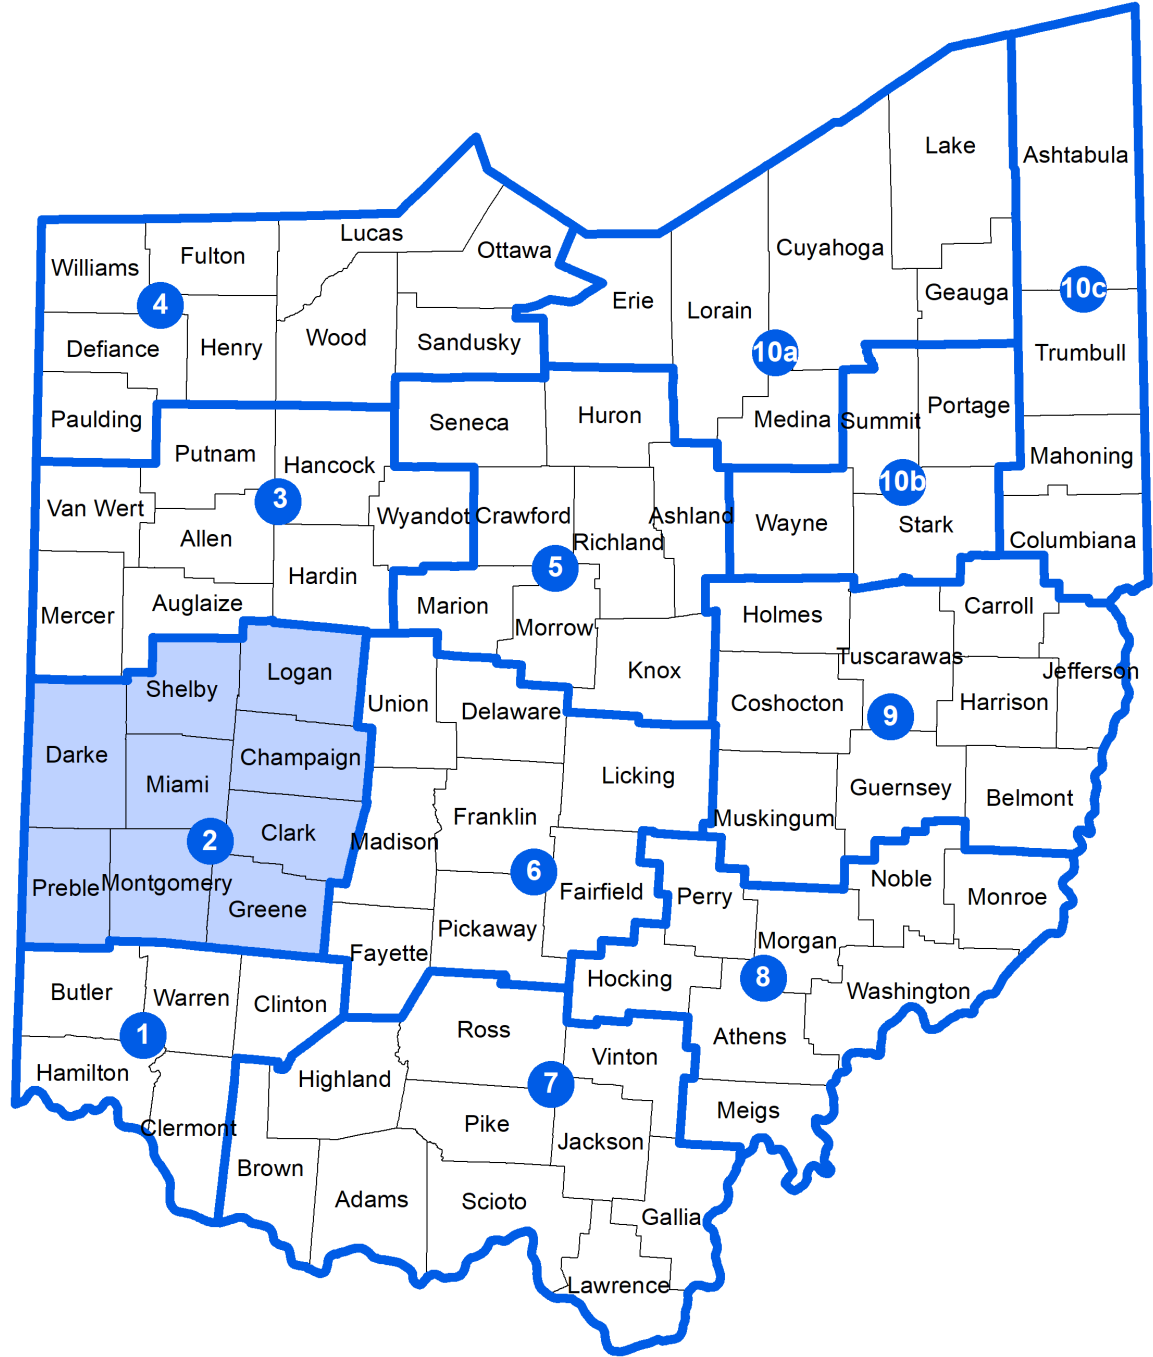 Lake
Ashtabula
Lucas
Cuyahoga
Ottawa
Fulton
Williams
10c
Geauga
Erie
4
Lorain
Wood
Sandusky
Henry
Defiance
10a
Trumbull
Portage
Huron
Paulding
Medina
Summit
Seneca
Putnam
Mahoning
Hancock
10b
3
Van Wert
Wyandot
Crawford
Ashland
Wayne
Stark
Allen
Richland
Columbiana
5
Hardin
Auglaize
Marion
Carroll
Mercer
Holmes
Morrow
Tuscarawas
Logan
Knox
Jefferson
Shelby
Union
Coshocton
Harrison
Delaware
9
Darke
Champaign
Licking
Miami
Guernsey
Belmont
Franklin
Muskingum
Clark
2
Madison
6
Noble
Preble
Montgomery
Fairfield
Perry
Monroe
Greene
Pickaway
Morgan
Fayette
Hocking
8
Butler
Washington
Warren
Clinton
Ross
1
Athens
Vinton
Hamilton
Highland
7
Meigs
Pike
Clermont
Jackson
Brown
Adams
Scioto
Gallia
Lawrence